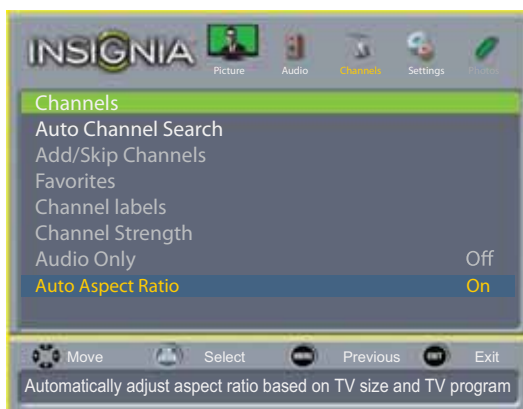 INSIGNIA
Picture Audio Channels Settings Photos
Channels
Auto Channel Search
Add/Skip Channels
Favorites
Channel labels
Channel Strength
Audio Only Off
Auto Aspect Ratio On
Move Select MENU Previous EXIT Exit
Automatically adjust aspect ratio based on TV size and TV program